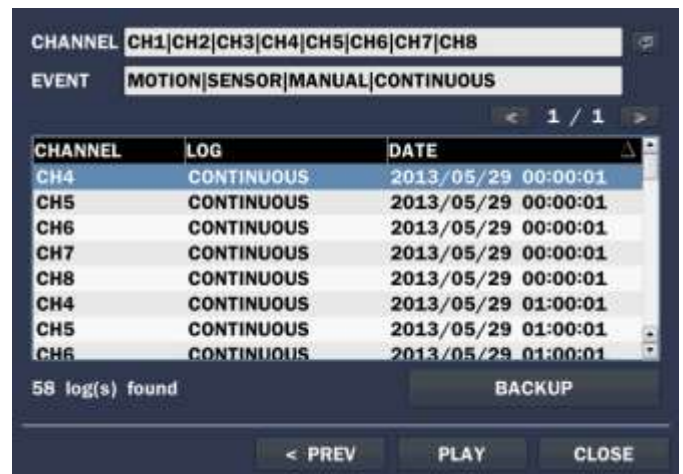 CHANNEL CH1|CH2|CH3|CH4|CH5|CH6|CH7|CH8
EVENT MOTION|SENSOR|MANUAL|CONTINUOUS
< 1 / 1 >
CHANNEL LOG DATE
CH4 CONTINUOUS 2013/05/29 00:00:01
CH5 CONTINUOUS 2013/05/29 00:00:01
CH6 CONTINUOUS 2013/05/29 00:00:01
CH7 CONTINUOUS 2013/05/29 00:00:01
CH8 CONTINUOUS 2013/05/29 00:00:01
CH4 CONTINUOUS 2013/05/29 01:00:01
CH5 CONTINUOUS 2013/05/29 01:00:01
CH6 CONTINUOUS 2013/05/29 01:00:01
58 log(s) found BACKUP
< PREV PLAY CLOSE